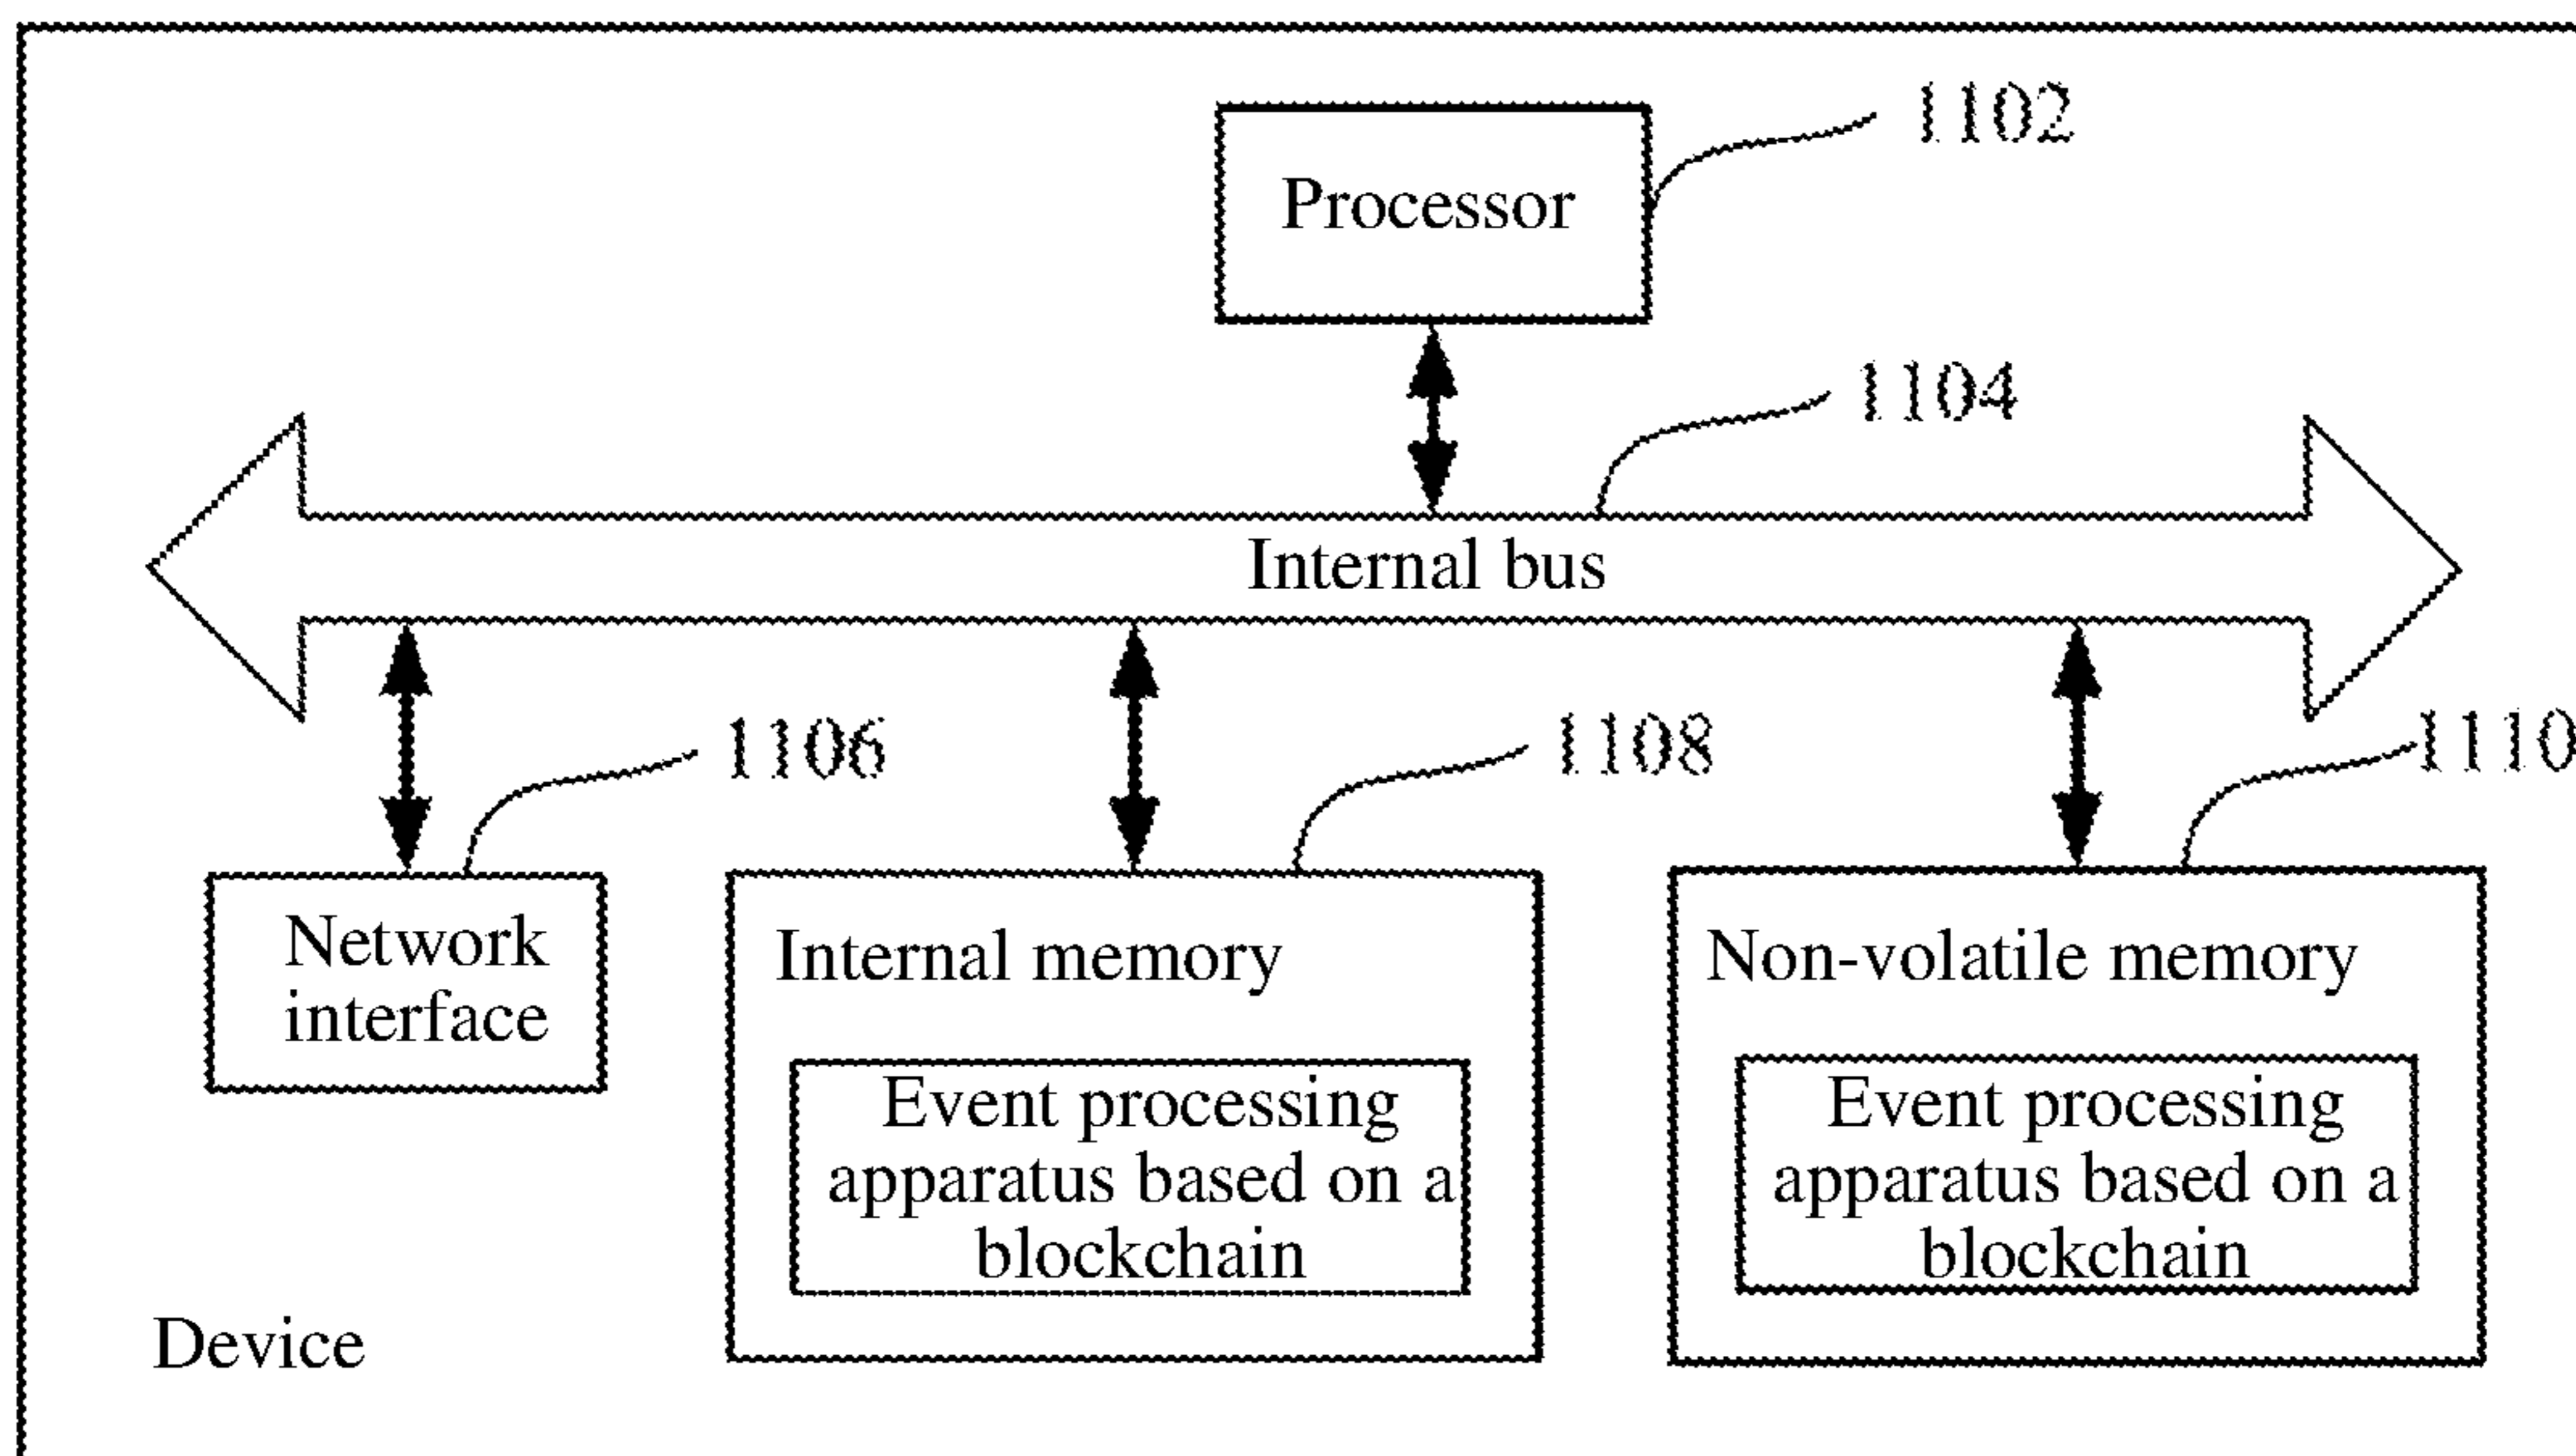 1102
Processor
1104
Internal bus
1106
1108
1110
Network
interface
Internal memory
Non-volatile memory
Event processing
apparatus based on a
blockchain
Event processing
apparatus based on a
blockchain
Device